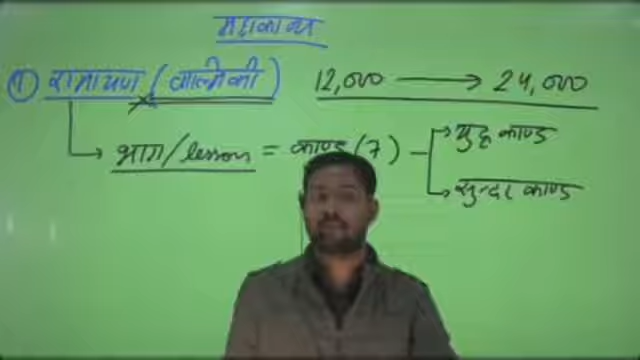 महाकाव्य
① रामायण (वाल्मीकी) 12,000 → 24,000
→ भाग/lesson = काण्ड (7) → युद्ध काण्ड
→ सुन्दर काण्ड